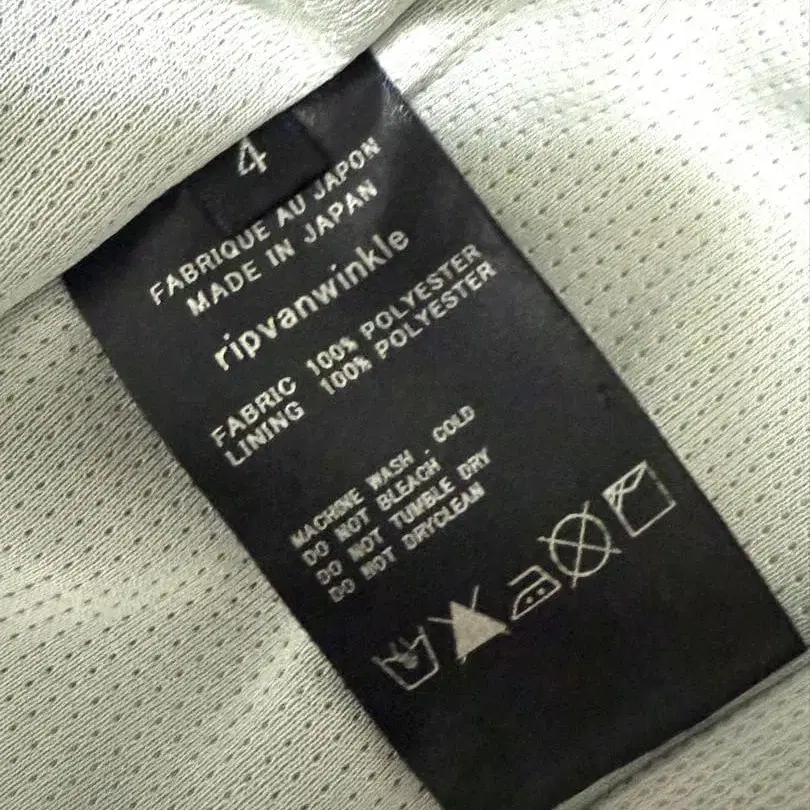 4
FABRIQUE AU JAPON
MADE IN JAPAN
ripvanwinkle
FABRIC 100% POLYESTER
LINING 100% POLYESTER
MACHINE WASH . COLD
DO NOT BLEACH
DO NOT TUMBLE DRY
DO NOT DRYCLEAN